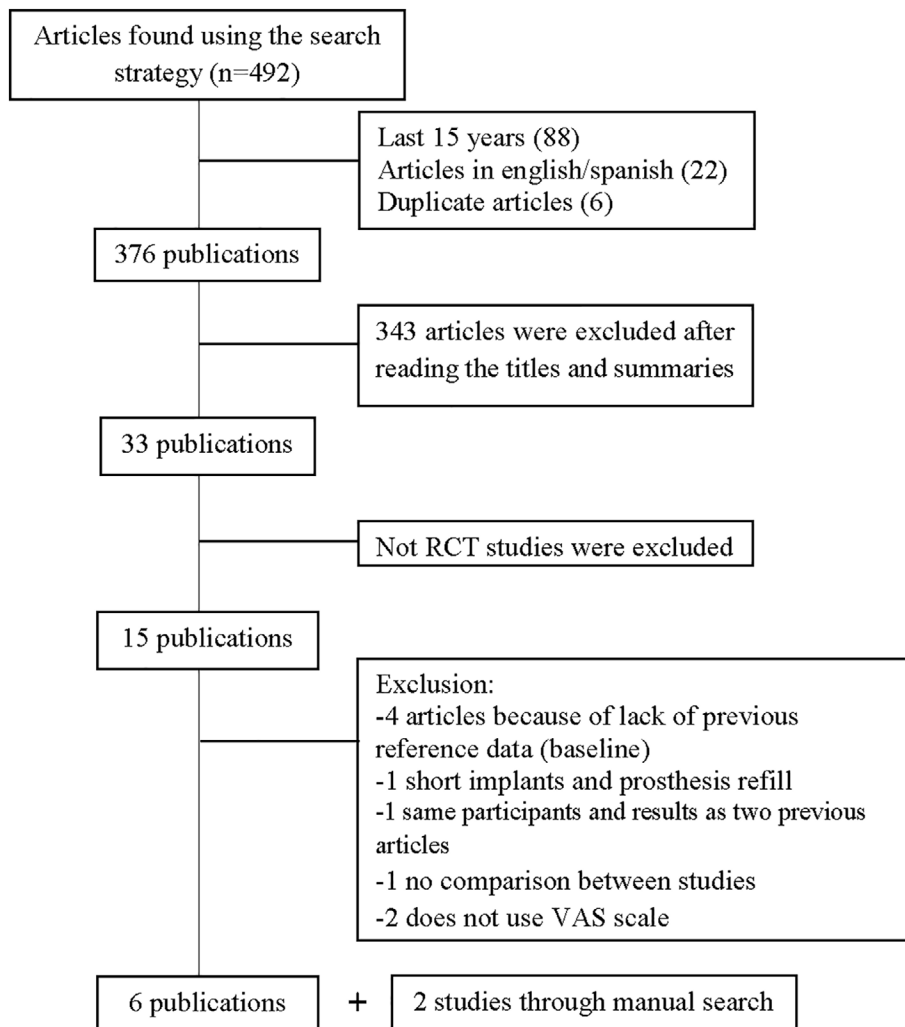 Articles found using the search
strategy (n=492)
Last 15 years (88)
Articles in english/spanish (22)
Duplicate articles (6)
376 publications
343 articles were excluded after
reading the titles and summaries
33 publications
Not RCT studies were excluded
15 publications
Exclusion:
-4 articles because of lack of previous
reference data (baseline)
-1 short implants and prosthesis refill
-1 same participants and results as two previous
articles
-1 no comparison between studies
-2 does not use VAS scale
6 publications + 2 studies through manual search